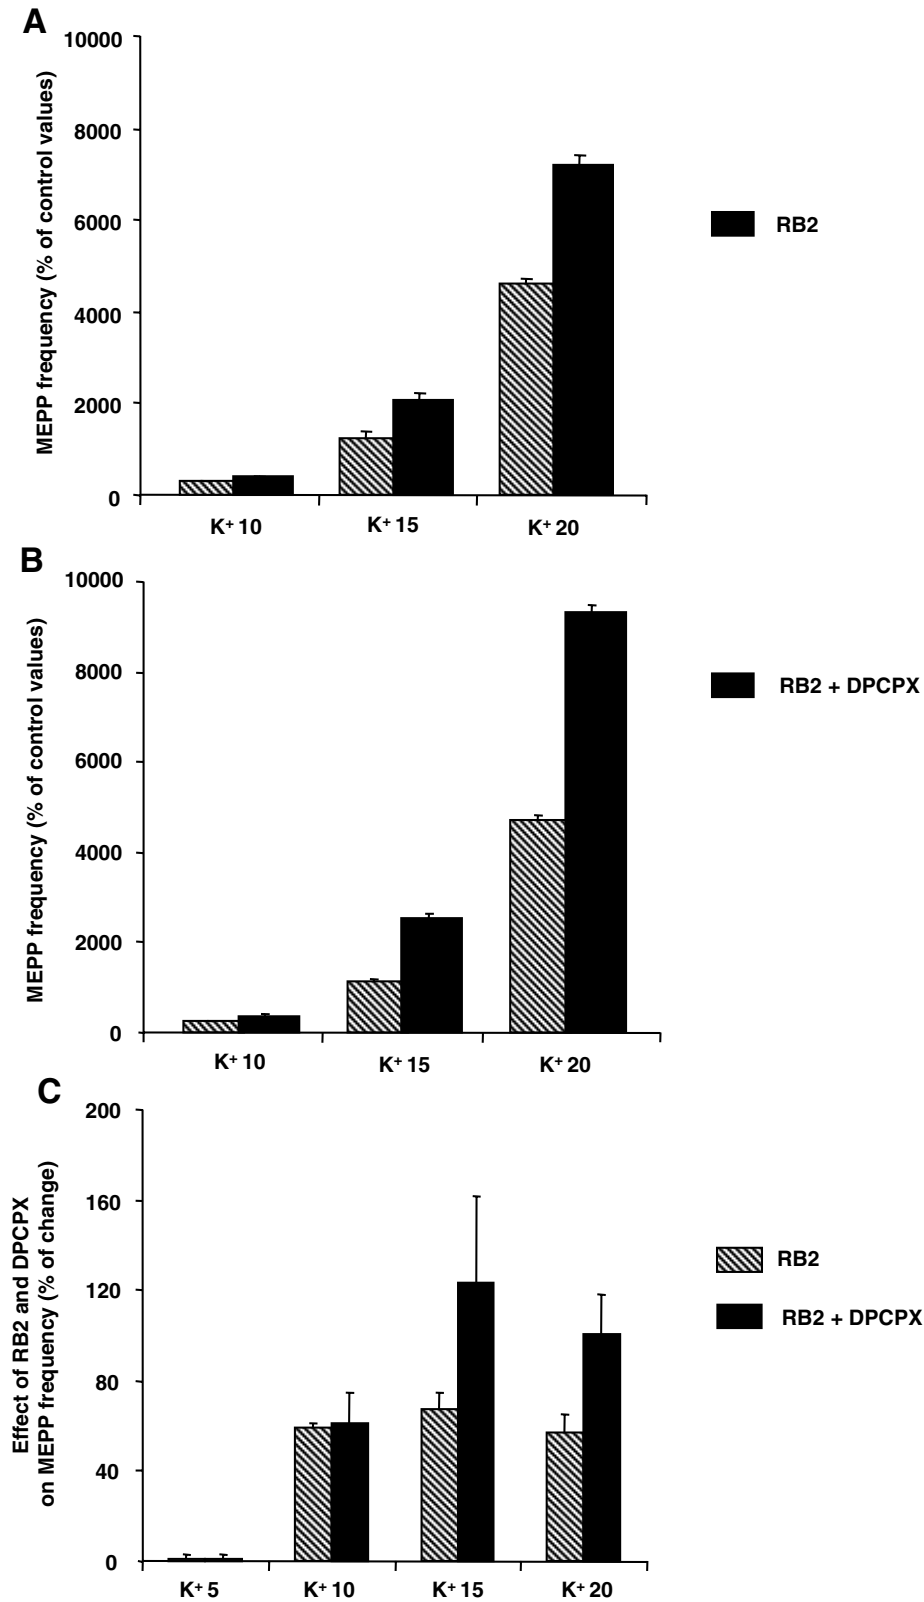 A
10000
8000
6000
4000
2000
0
MEPP frequency (% of control values)
K+ 10
K+ 15
K+ 20
RB2
B
10000
8000
6000
4000
2000
0
MEPP frequency (% of control values)
K+ 10
K+ 15
K+ 20
RB2 + DPCPX
C
200
160
120
80
40
0
Effect of RB2 and DPCPX
on MEPP frequency (% of change)
K+ 5
K+ 10
K+ 15
K+ 20
RB2
RB2 + DPCPX